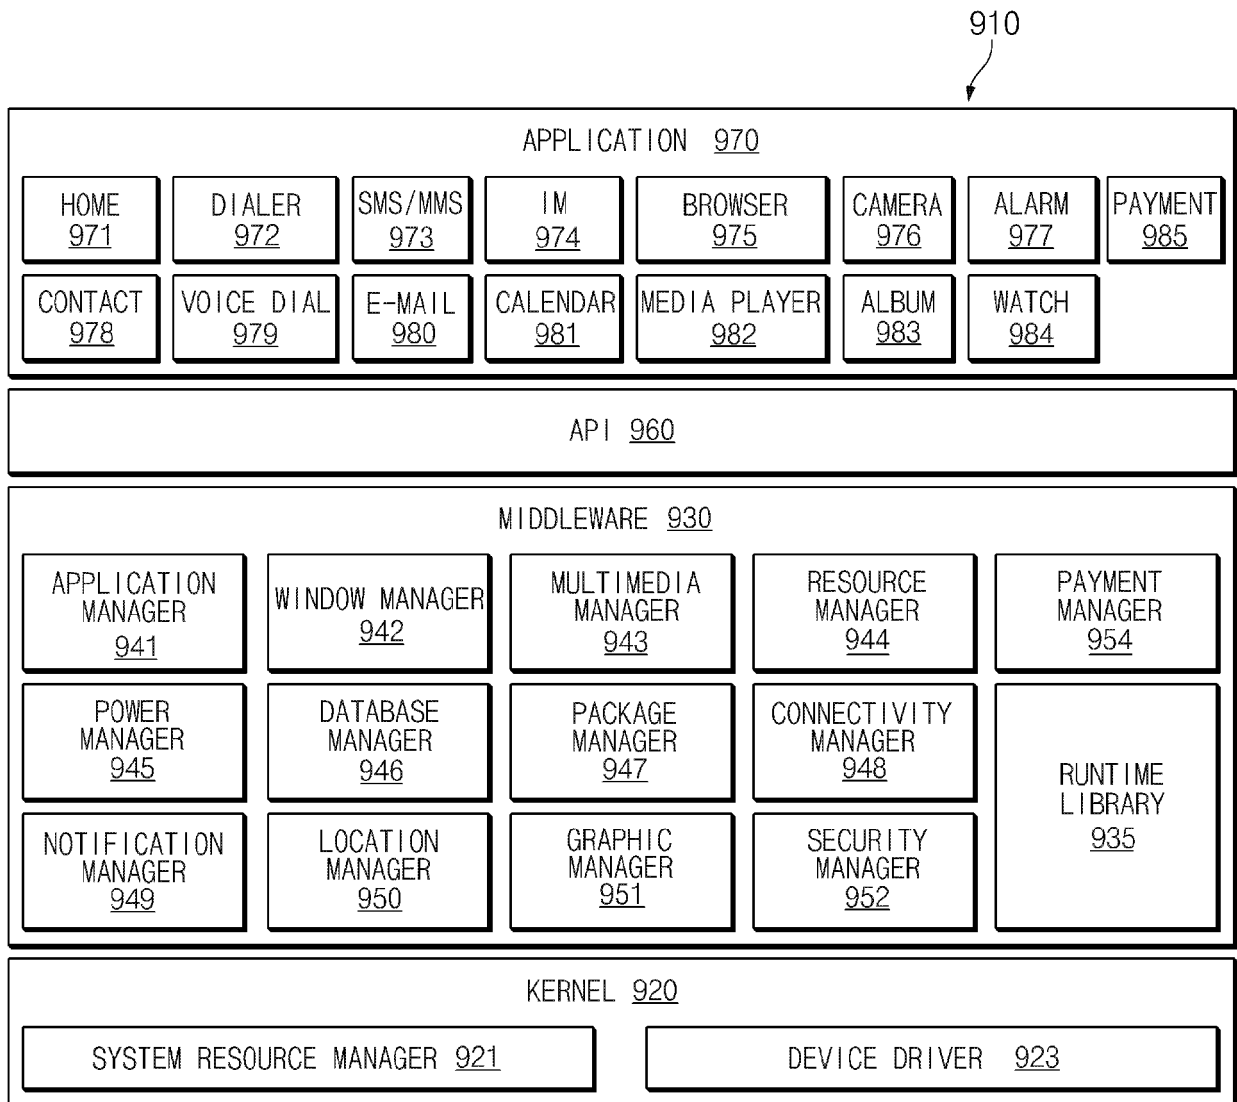 910
APPLICATION 970
HOME
971
DIALER
972
SMS/MMS
973
IM
974
BROWSER
975
CAMERA
976
ALARM
977
PAYMENT
985
CONTACT
978
VOICE DIAL
979
E-MAIL
980
CALENDAR
981
MEDIA PLAYER
982
ALBUM
983
WATCH
984
API 960
MIDDLEWARE 930
APPLICATION
MANAGER
941
WINDOW MANAGER
942
MULTIMEDIA
MANAGER
943
RESOURCE
MANAGER
944
PAYMENT
MANAGER
954
POWER
MANAGER
945
DATABASE
MANAGER
946
PACKAGE
MANAGER
947
CONNECTIVITY
MANAGER
948
RUNTIME
LIBRARY
935
NOTIFICATION
MANAGER
949
LOCATION
MANAGER
950
GRAPHIC
MANAGER
951
SECURITY
MANAGER
952
KERNEL 920
SYSTEM RESOURCE MANAGER 921
DEVICE DRIVER 923